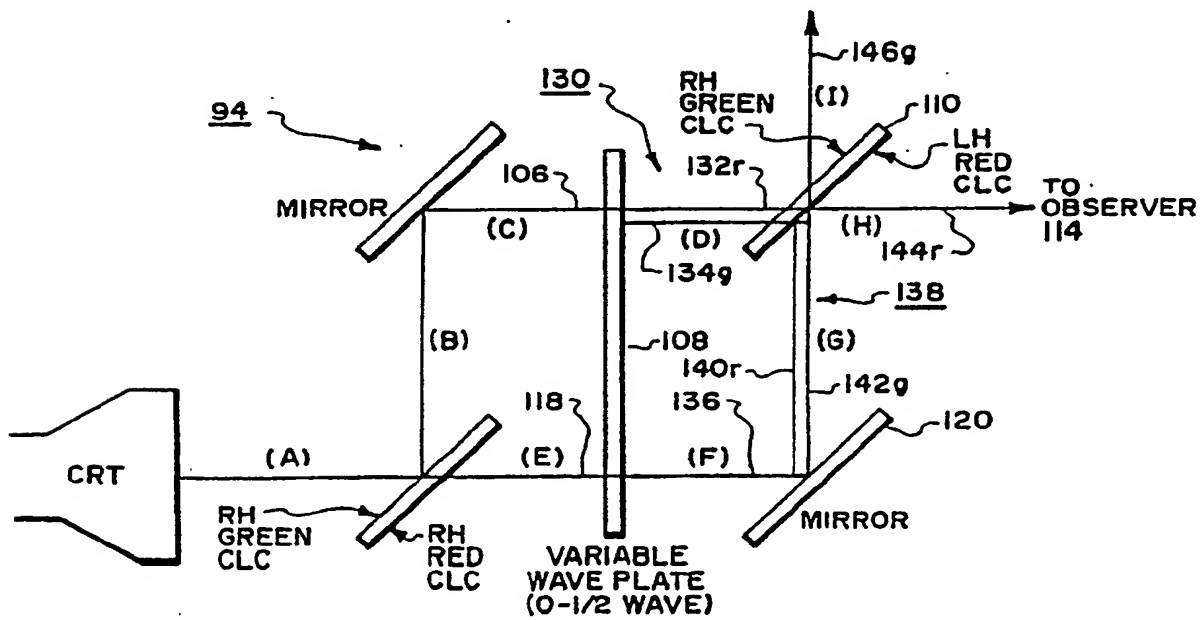 146g
130
RH
GREEN
CLC
(I)
110
94
LH
RED
CLC
132r
106
MIRROR
TO
OBSERVER
114
(C)
(D)
(H)
134g
144r
138
(B)
108
(G)
140r
142g
118
136
120
CRT
(A)
(E)
(F)
RH
GREEN
CLC
RH
RED
CLC
MIRROR
VARIABLE
WAVE PLATE
(0-1/2 WAVE)